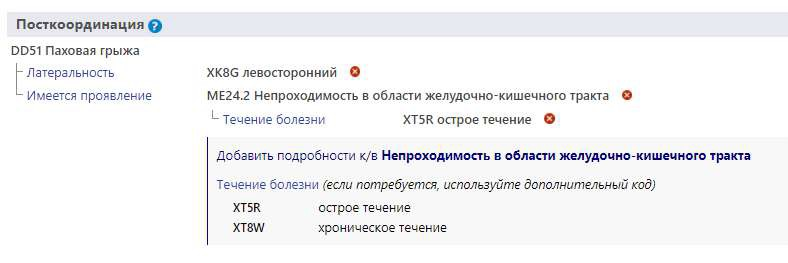 Посткоординация ?
DD51 Паховая грыжа
Латеральность XK8G левосторонний
Имеется проявление ME24.2 Непроходимость в области желудочно-кишечного тракта
Течение болезни XT5R острое течение
Добавить подробности к/в Непроходимость в области желудочно-кишечного тракта
Течение болезни (если потребуется, используйте дополнительный код)
XT5R острое течение
XT8W хроническое течение